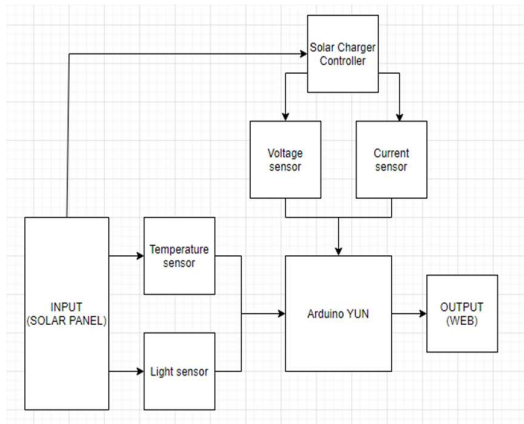 Solar Charger
Controller
Voltage
sensor
Current
sensor
Temperature
sensor
INPUT
(SOLAR PANEL)
Arduino YUN
OUTPUT
(WEB)
Light sensor